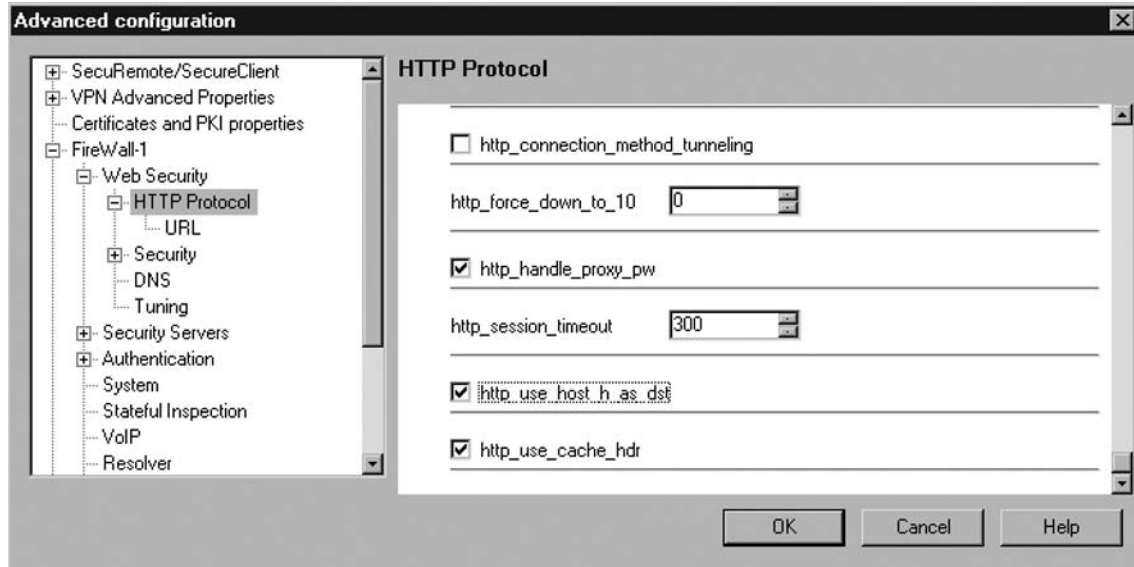 Advanced configuration
SecuRemote/SecureClient
VPN Advanced Properties
Certificates and PKI properties
FireWall-1
Web Security
HTTP Protocol
URL
Security
DNS
Tuning
Security Servers
Authentication
System
Stateful Inspection
VoIP
Resolver
HTTP Protocol
http_connection_method_tunneling
http_force_down_to_10 0
http_handle_proxy_pw
http_session_timeout 300
http_use_host_h_as_dst
http_use_cache_hdr
OK Cancel Help